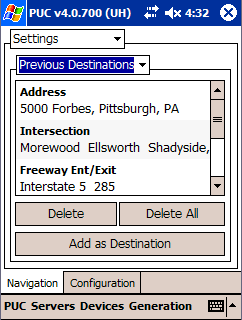 PUC v4.0.700 (UH) 4:32
Settings
Previous Destinations
Address
5000 Forbes, Pittsburgh, PA
Intersection
Morewood Ellsworth Shadyside,
Freeway Ent/Exit
Interstate 5 285
Delete Delete All
Add as Destination
Navigation Configuration
PUC Servers Devices Generation